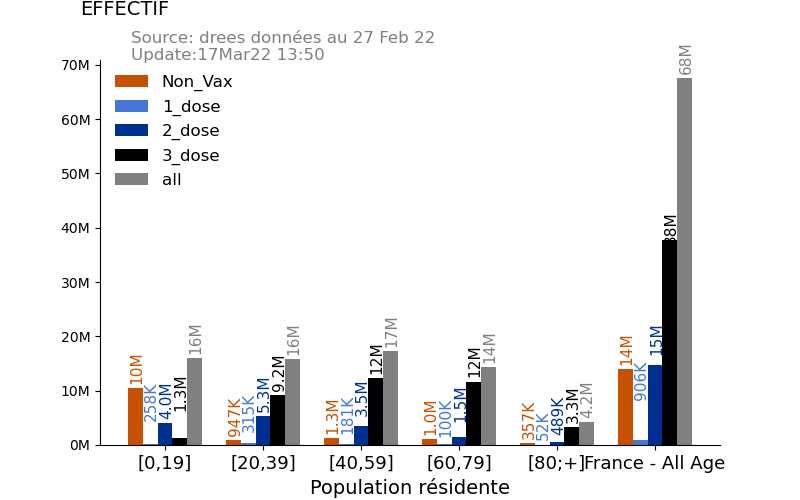 EFFECTIF
Source: drees données au 27 Feb 22
Update:17Mar22 13:50
70M
60M
50M
40M
30M
20M
10M
0M
Non_Vax
1_dose
2_dose
3_dose
all
10M
258K
4.0M
1.3M
16M
947K
315K
5.3M
9.2M
16M
1.3M
181K
3.5M
12M
17M
1.0M
100K
1.5M
12M
14M
357K
52K
489K
3.3M
4.2M
14M
906K
15M
38M
68M
[0,19] [20,39] [40,59] [60,79] [80;+] France - All Age
Population résidente